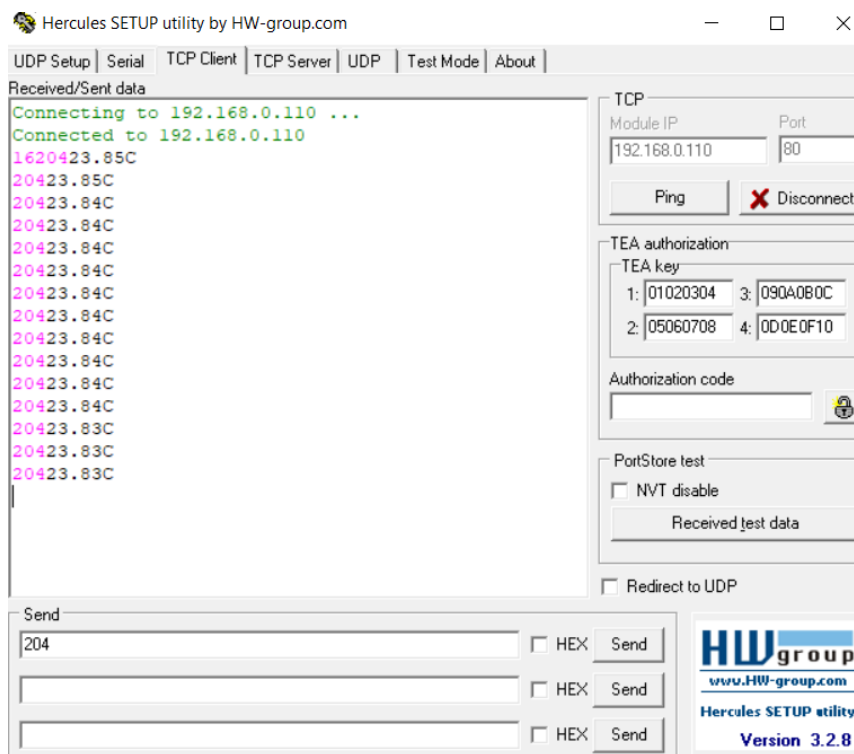 Hercules SETUP utility by HW-group.com
UDP Setup Serial TCP Client TCP Server UDP Test Mode About
Received/Sent data
Connecting to 192.168.0.110 ...
Connected to 192.168.0.110
1620423.85C
20423.85C
20423.84C
20423.84C
20423.84C
20423.84C
20423.84C
20423.84C
20423.84C
20423.84C
20423.84C
20423.84C
20423.83C
20423.83C
20423.83C
TCP
Module IP Port
192.168.0.110 80
Ping Disconnect
TEA authorization
TEA key
1: 01020304 3: 090A0B0C
2: 05060708 4: 0D0E0F10
Authorization code
PortStore test
NVT disable
Received test data
Redirect to UDP
Send
204 HEX Send
HEX Send
HEX Send
HW group
www.HW-group.com
Hercules SETUP utility
Version 3.2.8